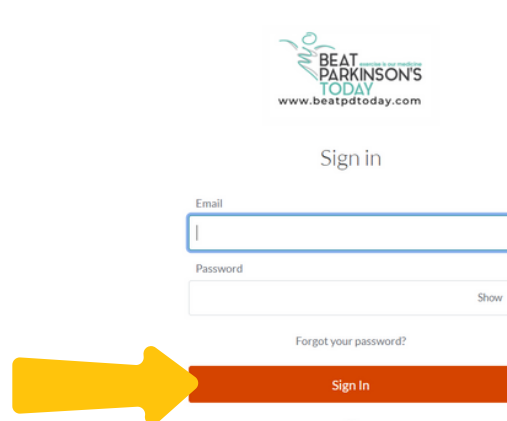 BEAT
exercise is our medicine
PARKINSON'S
TODAY
www.beatpdtoday.com
Sign in
Email
Password
Show
Forgot your password?
Sign In